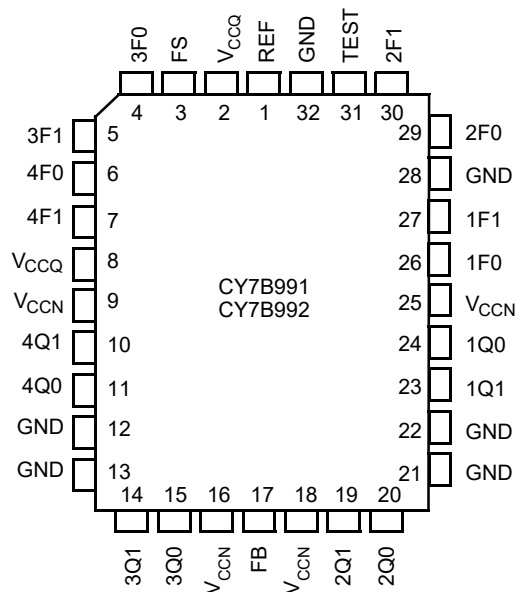 3F0 FS VCCQ REF GND TEST 2F1
4 3 2 1 32 31 30
3F1 5 29 2F0
4F0 6 28 GND
4F1 7 27 1F1
VCCQ 8 26 1F0
CY7B991
CY7B992
VCCN 9 25 VCCN
4Q1 10 24 1Q0
4Q0 11 23 1Q1
GND 12 22 GND
GND 13 21 GND
14 15 16 17 18 19 20
3Q1 3Q0 VCCN FB VCCN 2Q1 2Q0